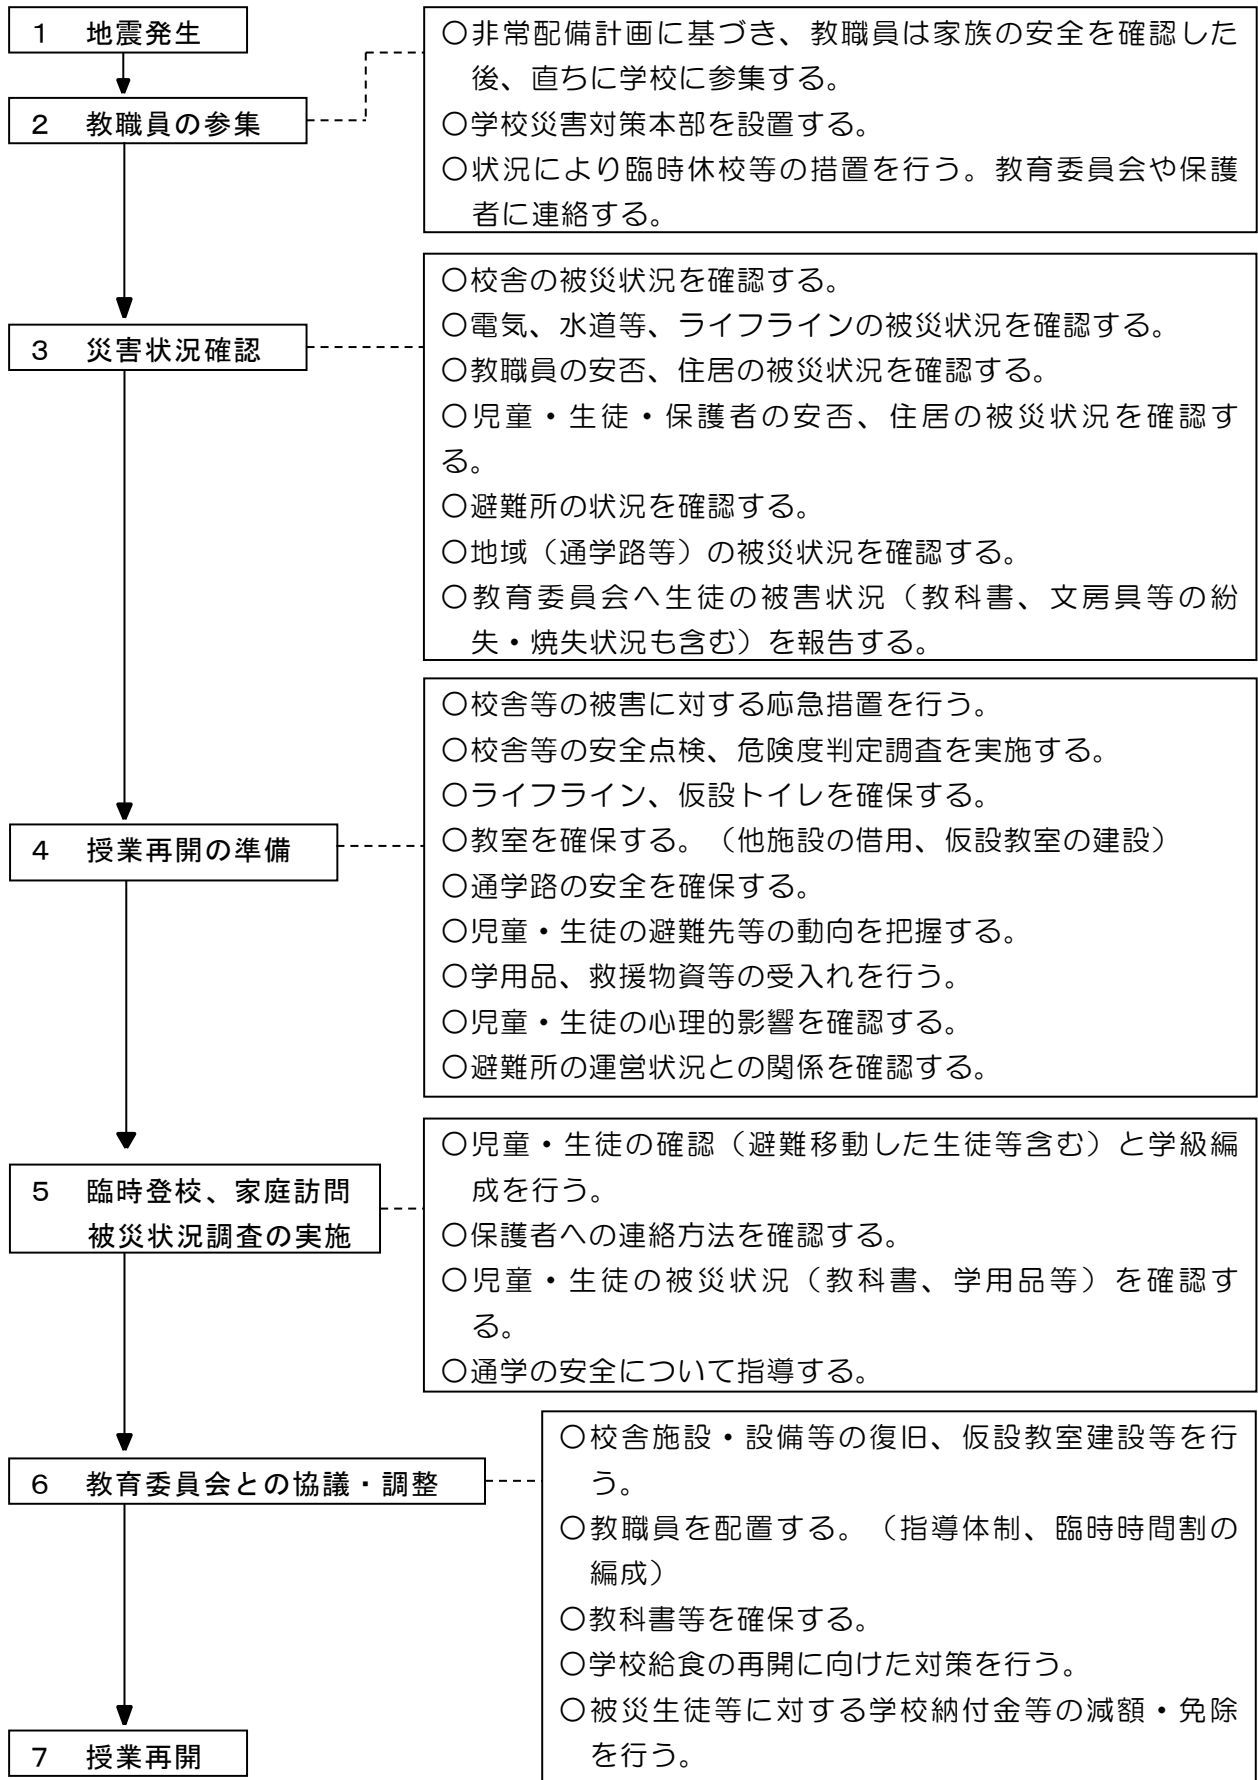 １　地震発生
２　教職員の参集
○非常配備計画に基づき、教職員は家族の安全を確認した
後、直ちに学校に参集する。
○学校災害対策本部を設置する。
○状況により臨時休校等の措置を行う。教育委員会や保護
者に連絡する。
３　災害状況確認
○校舎の被災状況を確認する。
○電気、水道等、ライフラインの被災状況を確認する。
○教職員の安否、住居の被災状況を確認する。
○児童・生徒・保護者の安否、住居の被災状況を確認す
る。
○避難所の状況を確認する。
○地域（通学路等）の被災状況を確認する。
○教育委員会へ生徒の被害状況（教科書、文房具等の紛
失・焼失状況も含む）を報告する。
４　授業再開の準備
○校舎等の被害に対する応急措置を行う。
○校舎等の安全点検、危険度判定調査を実施する。
○ライフライン、仮設トイレを確保する。
○教室を確保する。（他施設の借用、仮設教室の建設）
○通学路の安全を確保する。
○児童・生徒の避難先等の動向を把握する。
○学用品、救援物資等の受入れを行う。
○児童・生徒の心理的影響を確認する。
○避難所の運営状況との関係を確認する。
５　臨時登校、家庭訪問
被災状況調査の実施
○児童・生徒の確認（避難移動した生徒等含む）と学級編
成を行う。
○保護者への連絡方法を確認する。
○児童・生徒の被災状況（教科書、学用品等）を確認す
る。
○通学の安全について指導する。
６　教育委員会との協議・調整
○校舎施設・設備等の復旧、仮設教室建設等を行
う。
○教職員を配置する。（指導体制、臨時時間割の
編成）
○教科書等を確保する。
○学校給食の再開に向けた対策を行う。
○被災生徒等に対する学校納付金等の減額・免除
を行う。
７　授業再開